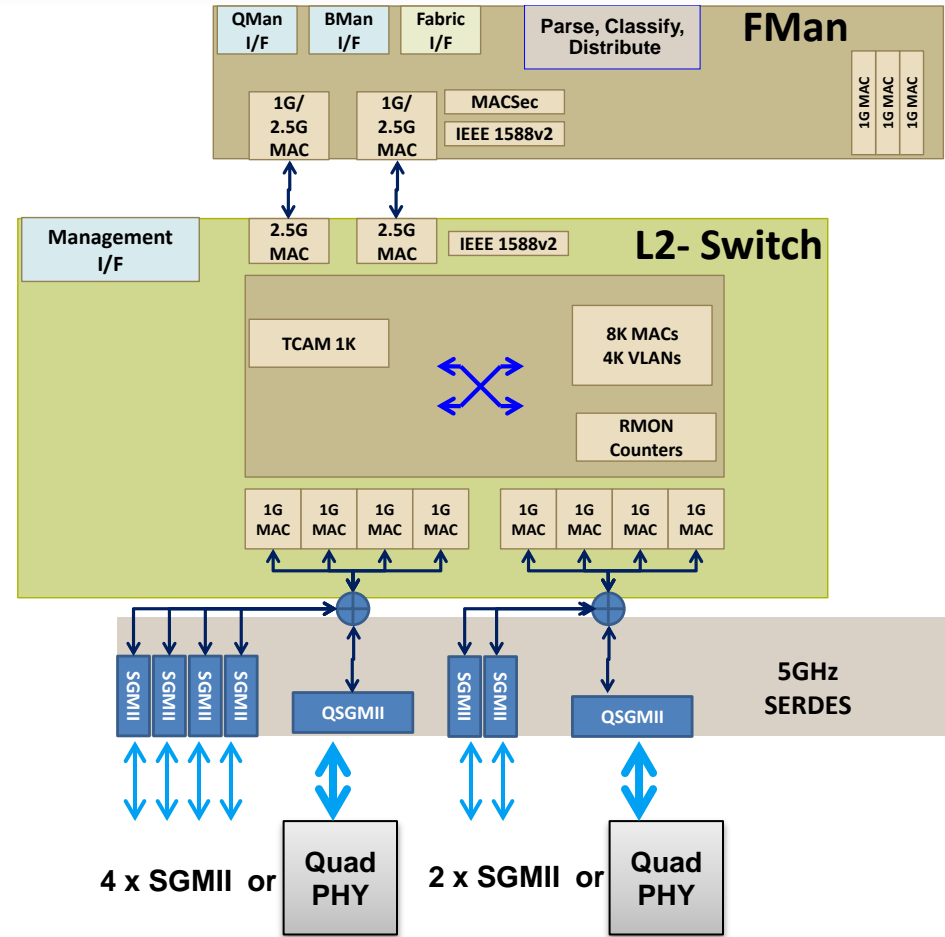 QMan
I/F
BMan
I/F
Fabric
I/F
Parse, Classify,
Distribute
FMan
1G/
2.5G
MAC
1G/
2.5G
MAC
MACSec
IEEE 1588v2
1G MAC
1G MAC
1G MAC
Management
I/F
2.5G
MAC
2.5G
MAC
IEEE 1588v2
L2- Switch
TCAM 1K
8K MACs
4K VLANs
RMON
Counters
1G
MAC
1G
MAC
1G
MAC
1G
MAC
1G
MAC
1G
MAC
1G
MAC
1G
MAC
SGMII
SGMII
SGMII
SGMII
QSGMII
SGMII
SGMII
QSGMII
5GHz
SERDES
4 x SGMII or
Quad
PHY
2 x SGMII or
Quad
PHY